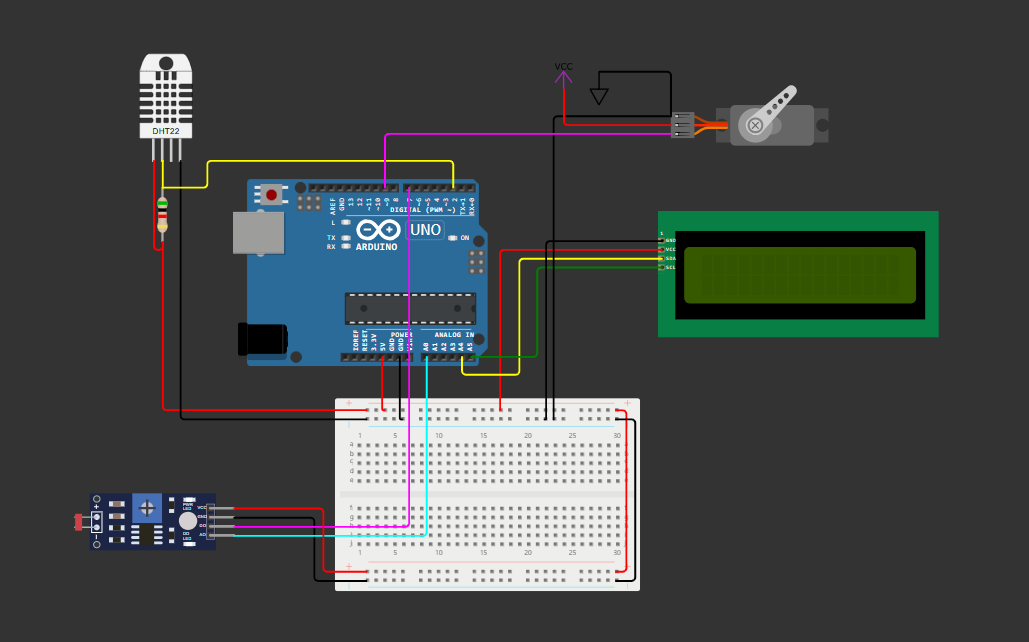 VCC
DHT22
AREF
GND
13
12
~11
~10
~9
8
7
~6
~5
4
~3
2
TX→1
RX←0
DIGITAL (PWM ~)
L
TX
RX
ARDUINO
UNO
ON
1
GND
VCC
SDA
SCL
POWER
ANALOG IN
IOREF
RESET
3.3V
5V
GND
GND
A0
A1
A2
A3
A4
A5
+ +
1 5 10 15 20 25 30
a
b
c
d
e
1 5 10 15 20 25 30
+ +
PWR
LED
DO
LED
VCC
GND
DO
AO